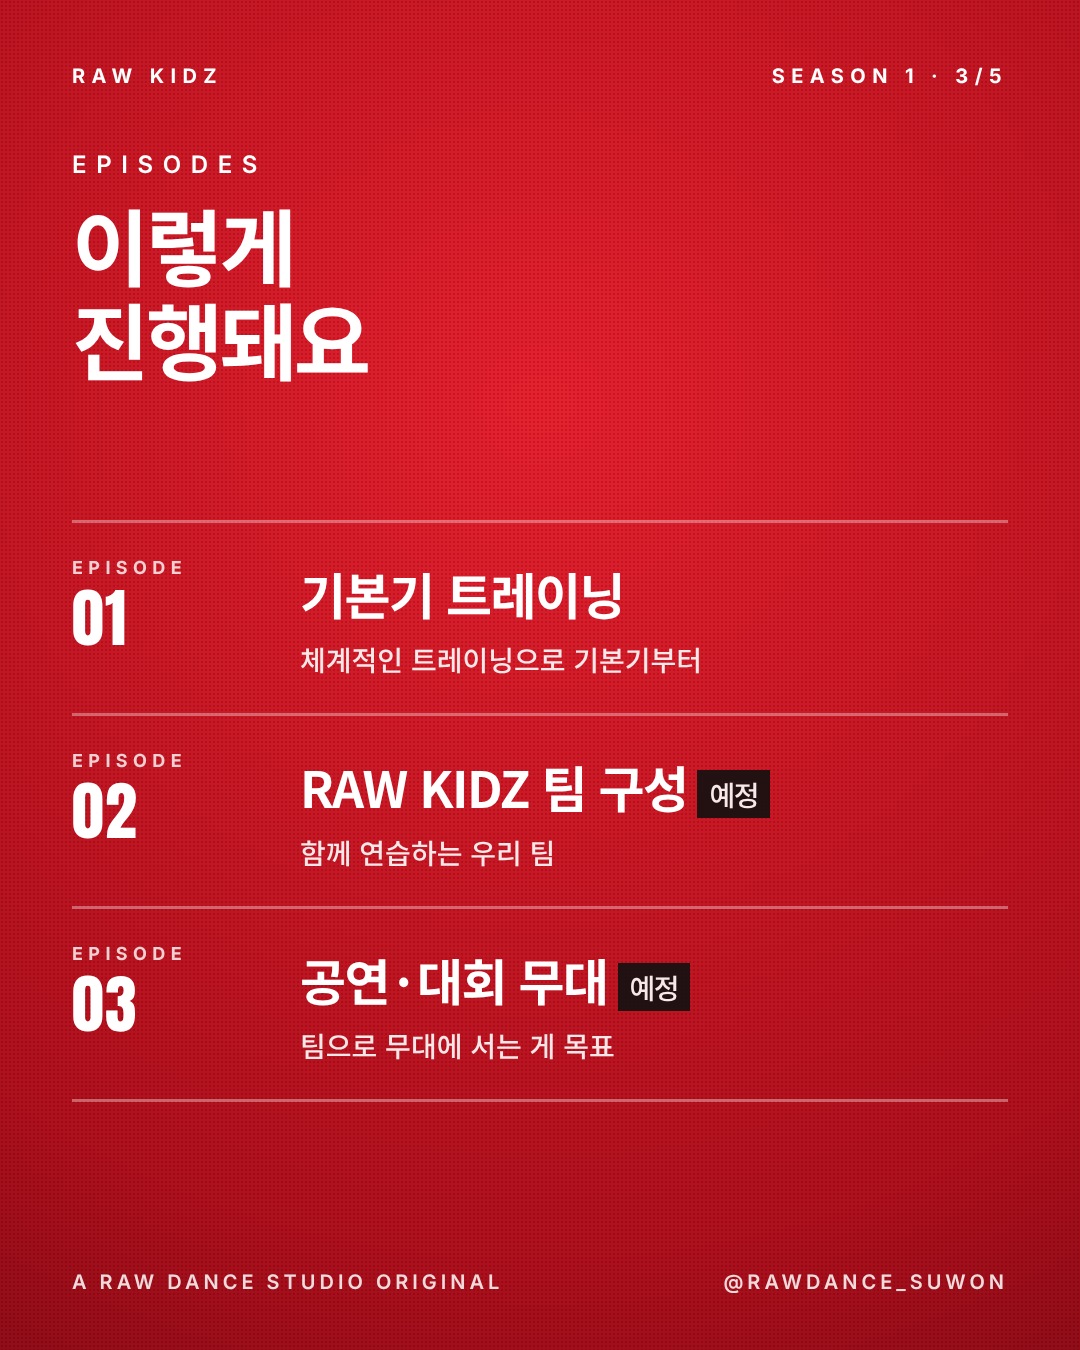 RAW KIDZ
SEASON 1 · 3/5
EPISODES
이렇게
진행돼요
EPISODE
01
기본기 트레이닝
체계적인 트레이닝으로 기본기부터
EPISODE
02
RAW KIDZ 팀 구성 예정
함께 연습하는 우리 팀
EPISODE
03
공연·대회 무대 예정
팀으로 무대에 서는 게 목표
A RAW DANCE STUDIO ORIGINAL
@RAWDANCE_SUWON